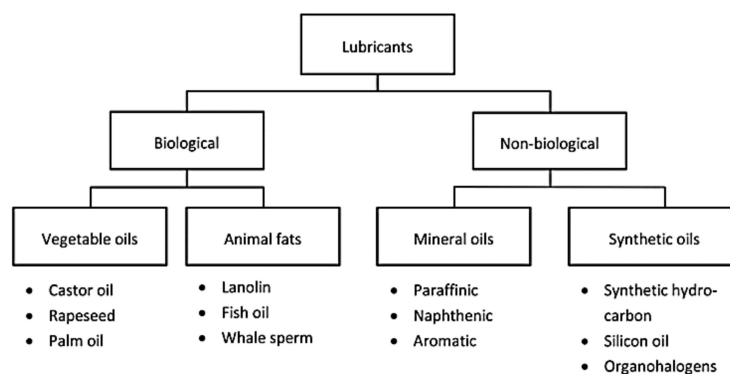 Lubricants
Biological
Non-biological
Vegetable oils
Animal fats
Mineral oils
Synthetic oils
• Castor oil
• Rapeseed
• Palm oil
• Lanolin
• Fish oil
• Whale sperm
• Paraffinic
• Naphthenic
• Aromatic
• Synthetic hydro-
carbon
• Silicon oil
• Organohalogens